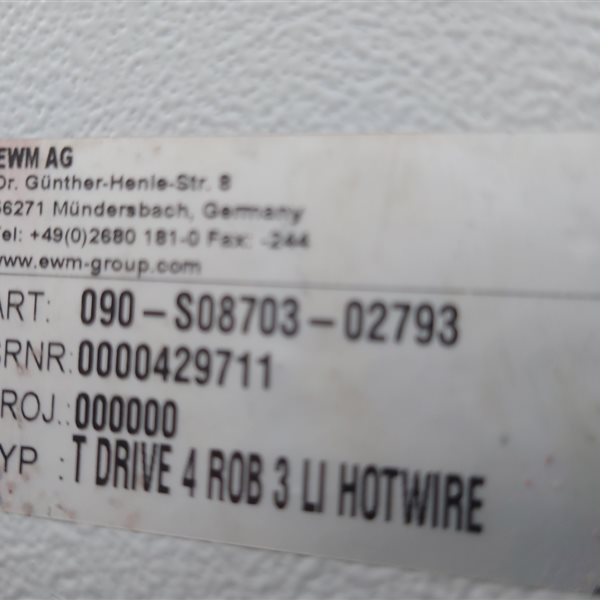 EWM AG
Dr. Günther-Henle-Str. 8
56271 Mündersbach, Germany
Tel: +49(0)2680 181-0 Fax: -244
www.ewm-group.com
ART: 090-S08703-02793
SRNR: 0000429711
PROJ.: 000000
TYP : T DRIVE 4 ROB 3 LI HOTWIRE